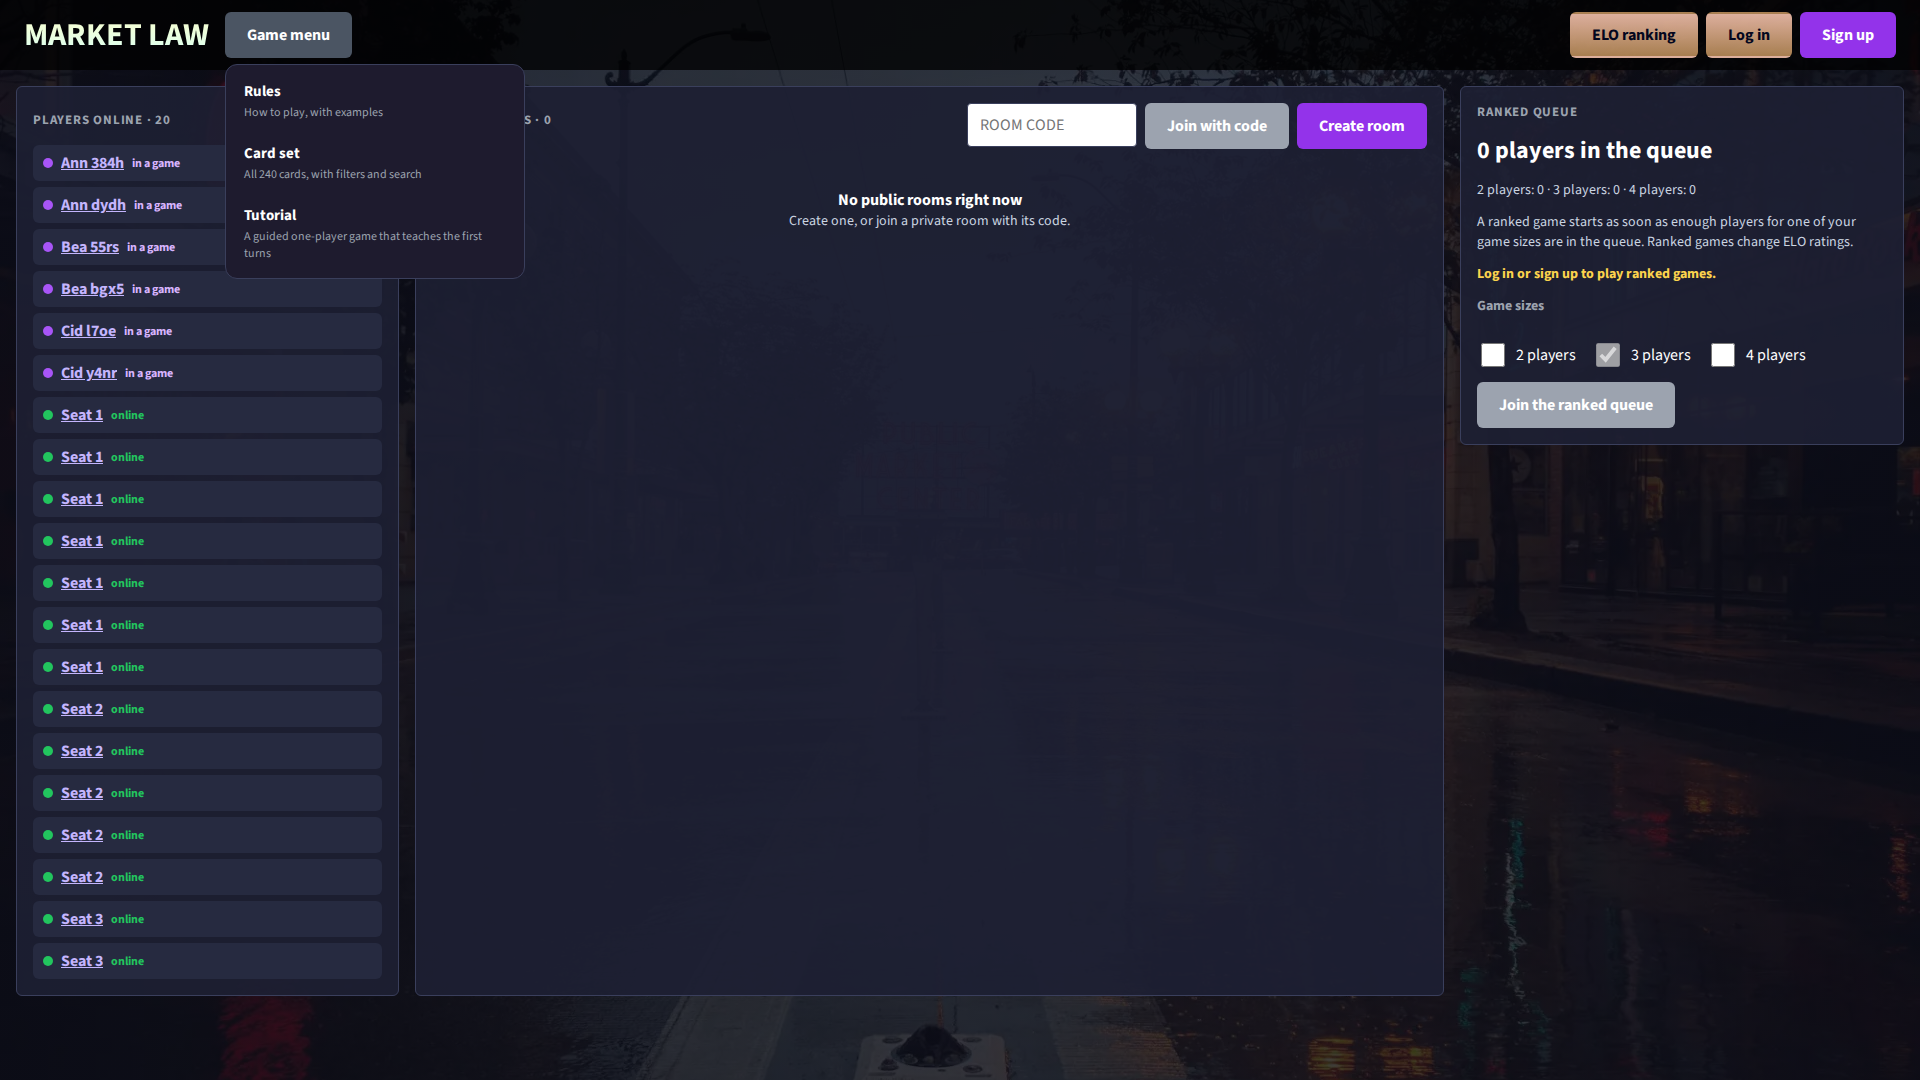 MARKET LAW
Game menu
ELO ranking
Log in
Sign up
Rules
How to play, with examples
Card set
All 240 cards, with filters and search
Tutorial
A guided one-player game that teaches the first
turns
PLAYERS ONLINE · 20
Ann 384h in a game
Ann dydh in a game
Bea 55rs in a game
Bea bgx5 in a game
Cid l7oe in a game
Cid y4nr in a game
Seat 1 online
Seat 1 online
Seat 1 online
Seat 1 online
Seat 1 online
Seat 1 online
Seat 1 online
Seat 2 online
Seat 2 online
Seat 2 online
Seat 2 online
Seat 2 online
Seat 3 online
Seat 3 online
S · 0
ROOM CODE
Join with code
Create room
No public rooms right now
Create one, or join a private room with its code.
RANKED QUEUE
0 players in the queue
2 players: 0 · 3 players: 0 · 4 players: 0
A ranked game starts as soon as enough players for one of your
game sizes are in the queue. Ranked games change ELO ratings.
Log in or sign up to play ranked games.
Game sizes
2 players
3 players
4 players
Join the ranked queue